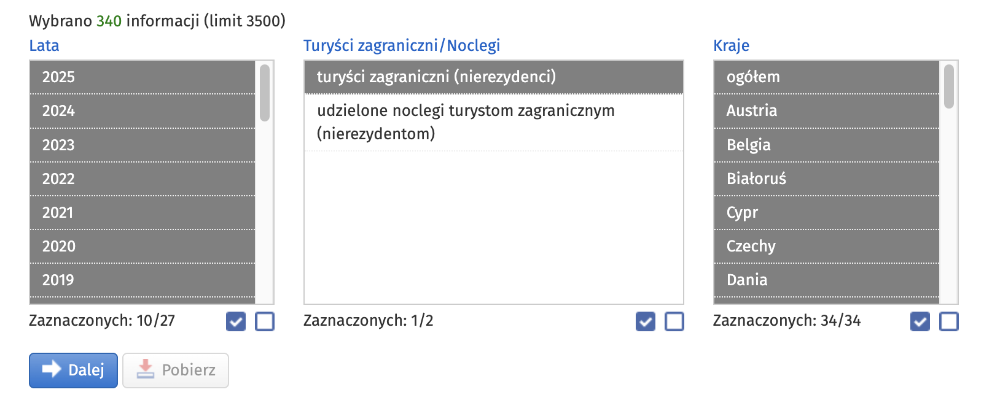 Wybrano 340 informacji (limit 3500)
Lata
2025
2024
2023
2022
2021
2020
2019
Zaznaczonych: 10/27
Turyści zagraniczni/Noclegi
turyści zagraniczni (nierezydenci)
udzielone noclegi turystom zagranicznym
(nierezydentom)
Zaznaczonych: 1/2
Kraje
ogółem
Austria
Belgia
Białoruś
Cypr
Czechy
Dania
Zaznaczonych: 34/34
Dalej
Pobierz